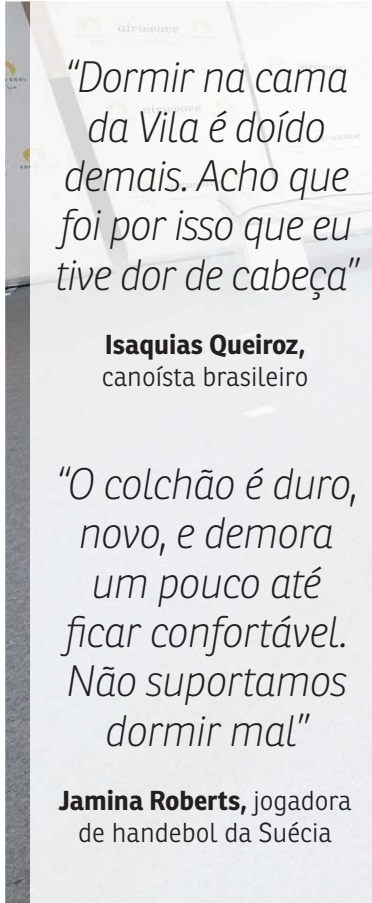 airweave
airweave
“Dormir na cama
da Vila é doído
demais. Acho que
foi por isso que eu
tive dor de cabeça”
Isaquias Queiroz,
canoísta brasileiro
“O colchão é duro,
novo, e demora
um pouco até
ficar confortável.
Não suportamos
dormir mal”
Jamina Roberts, jogadora
de handebol da Suécia